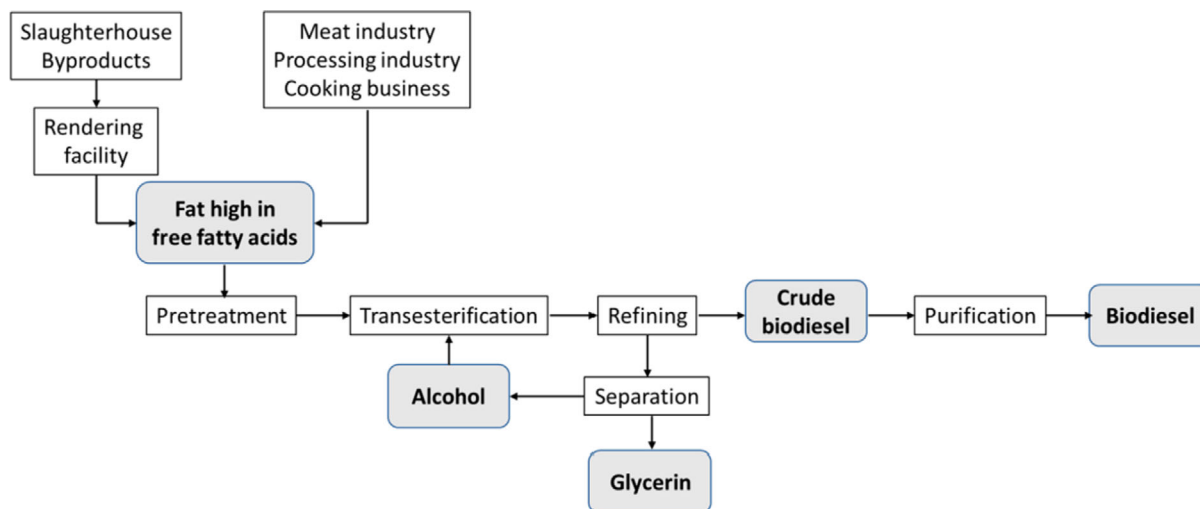 Slaughterhouse
Byproducts
Meat industry
Processing industry
Cooking business
Rendering
facility
Fat high in
free fatty acids
Pretreatment
Transesterification
Refining
Crude
biodiesel
Purification
Biodiesel
Alcohol
Separation
Glycerin